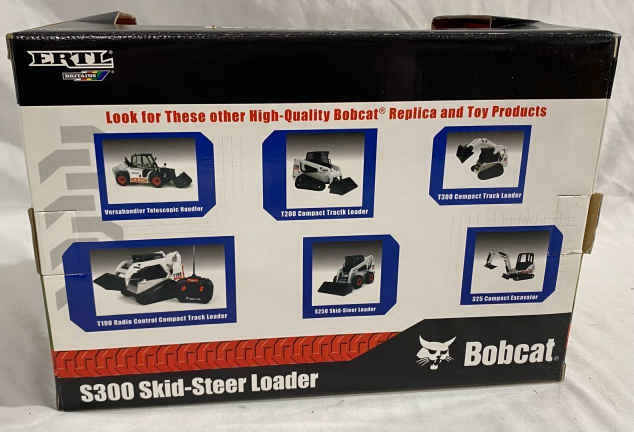 ERTL
BRITAINS
Look for These other High-Quality Bobcat® Replica and Toy Products
Versahandler Telescopic Handler
T200 Compact Tracik Loader
T300 Compact Track Loader
T190 Radio Control Compact Track Loader
S250 Skid-Steer Loader
325 Compact Excavator
Bobcat®
S300 Skid-Steer Loader